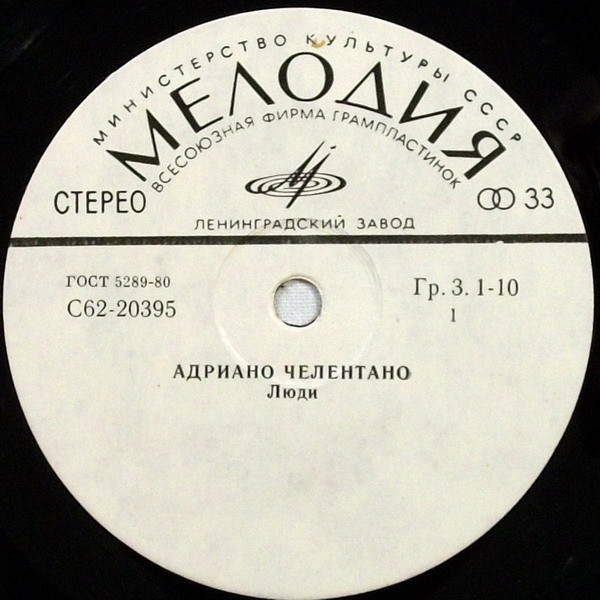 МИНИСТЕРСТВО КУЛЬТУРЫ СССР
МЕЛОДИЯ
ВСЕСОЮЗНАЯ ФИРМА ГРАМПЛАСТИНОК
СТЕРЕО
33
ЛЕНИНГРАДСКИЙ ЗАВОД
ГОСТ 5289-80
Гр. 3. 1-10
С62-20395
1
АДРИАНО ЧЕЛЕНТАНО
Люди